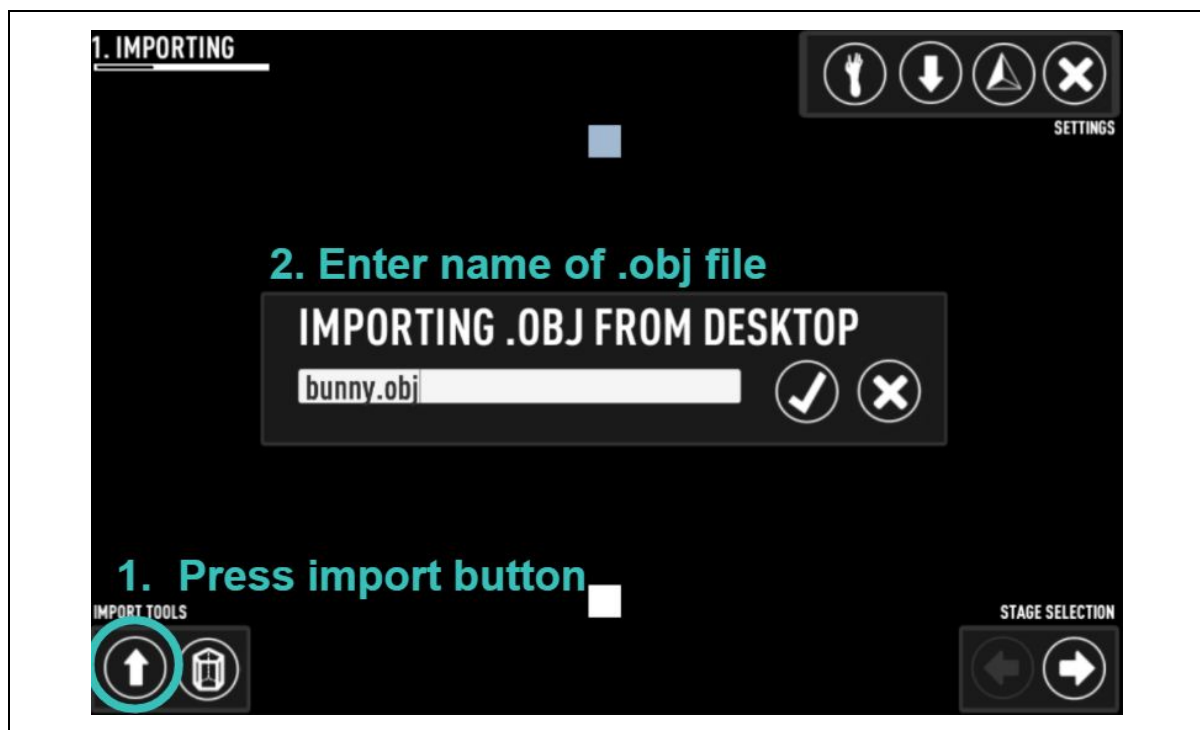 1. IMPORTING
SETTINGS
2. Enter name of .obj file
IMPORTING .OBJ FROM DESKTOP
bunny.obj
1. Press import button
IMPORT TOOLS
STAGE SELECTION